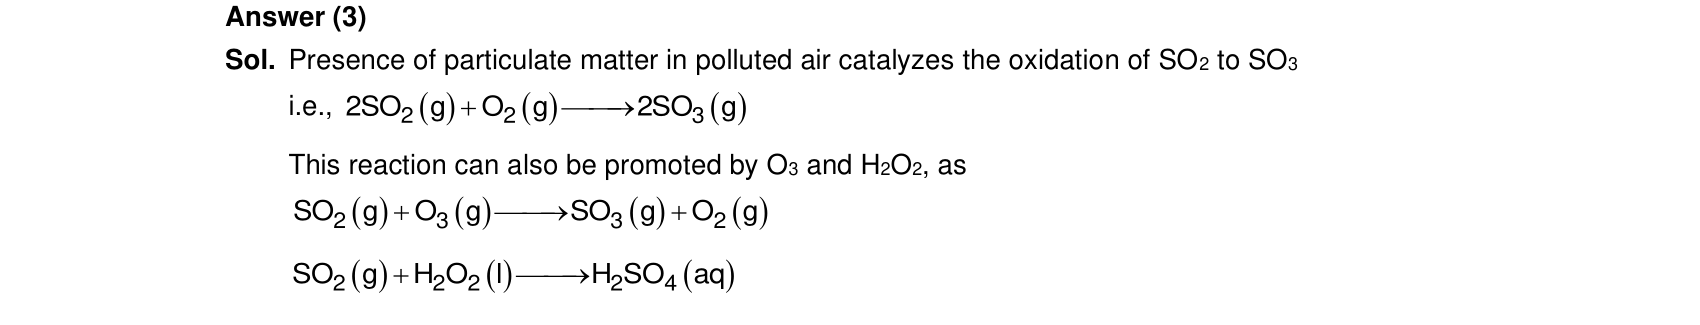 Answer (3)
Sol. Presence of particulate matter in polluted air catalyzes the oxidation of SO2 to SO3
i.e., 2SO₂(g)+O₂(g)⟶2SO₃(g)
This reaction can also be promoted by O3 and H2O2, as
SO₂(g)+O₃(g)⟶SO₃(g)+O₂(g)
SO₂(g)+H₂O₂(l)⟶H₂SO₄(aq)